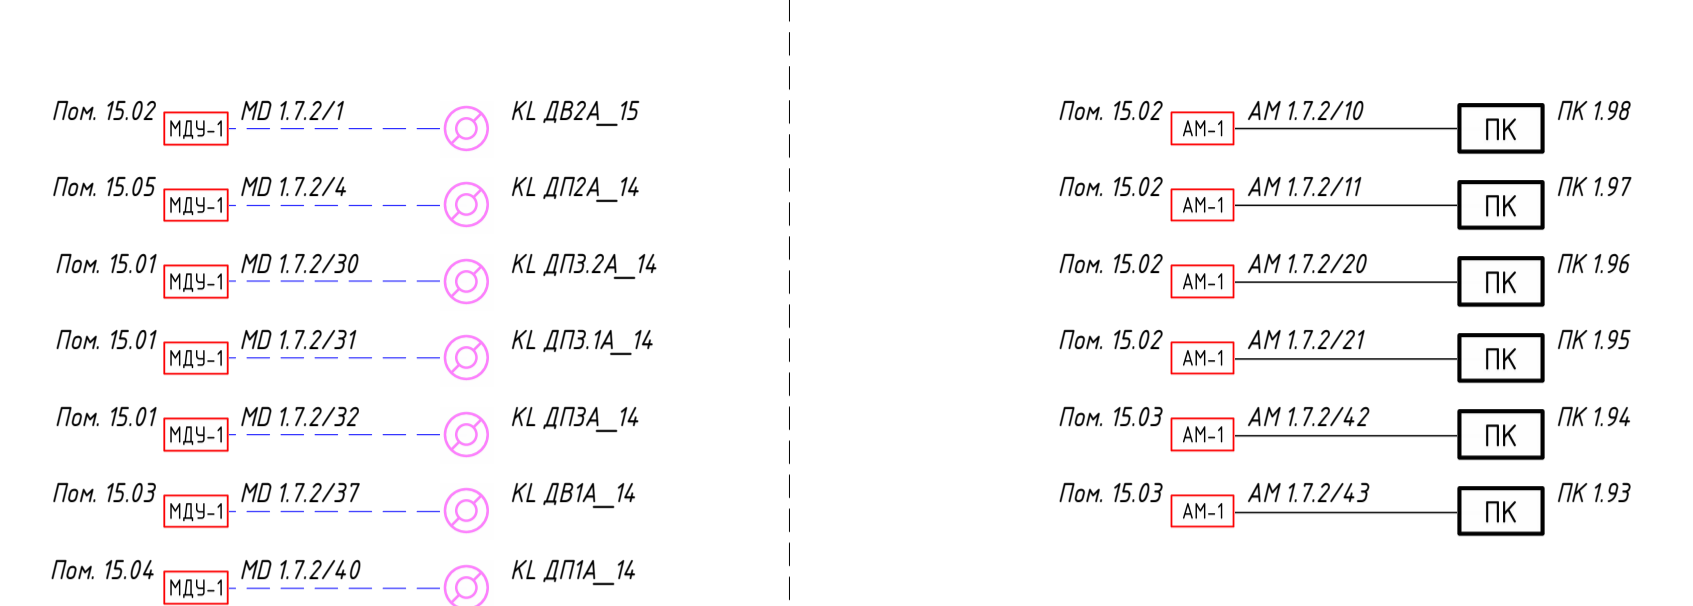 Пом. 15.02 МДУ-1 MD 1.7.2/1 KL ДВ2А__15
Пом. 15.05 МДУ-1 MD 1.7.2/4 KL ДП2А__14
Пом. 15.01 МДУ-1 MD 1.7.2/30 KL ДП3.2А__14
Пом. 15.01 МДУ-1 MD 1.7.2/31 KL ДП3.1А__14
Пом. 15.01 МДУ-1 MD 1.7.2/32 KL ДП3А__14
Пом. 15.03 МДУ-1 MD 1.7.2/37 KL ДВ1А__14
Пом. 15.04 МДУ-1 MD 1.7.2/40 KL ДП1А__14
Пом. 15.02 АМ-1 АМ 1.7.2/10 ПК ПК 1.98
Пом. 15.02 АМ-1 АМ 1.7.2/11 ПК ПК 1.97
Пом. 15.02 АМ-1 АМ 1.7.2/20 ПК ПК 1.96
Пом. 15.02 АМ-1 АМ 1.7.2/21 ПК ПК 1.95
Пом. 15.03 АМ-1 АМ 1.7.2/42 ПК ПК 1.94
Пом. 15.03 АМ-1 АМ 1.7.2/43 ПК ПК 1.93